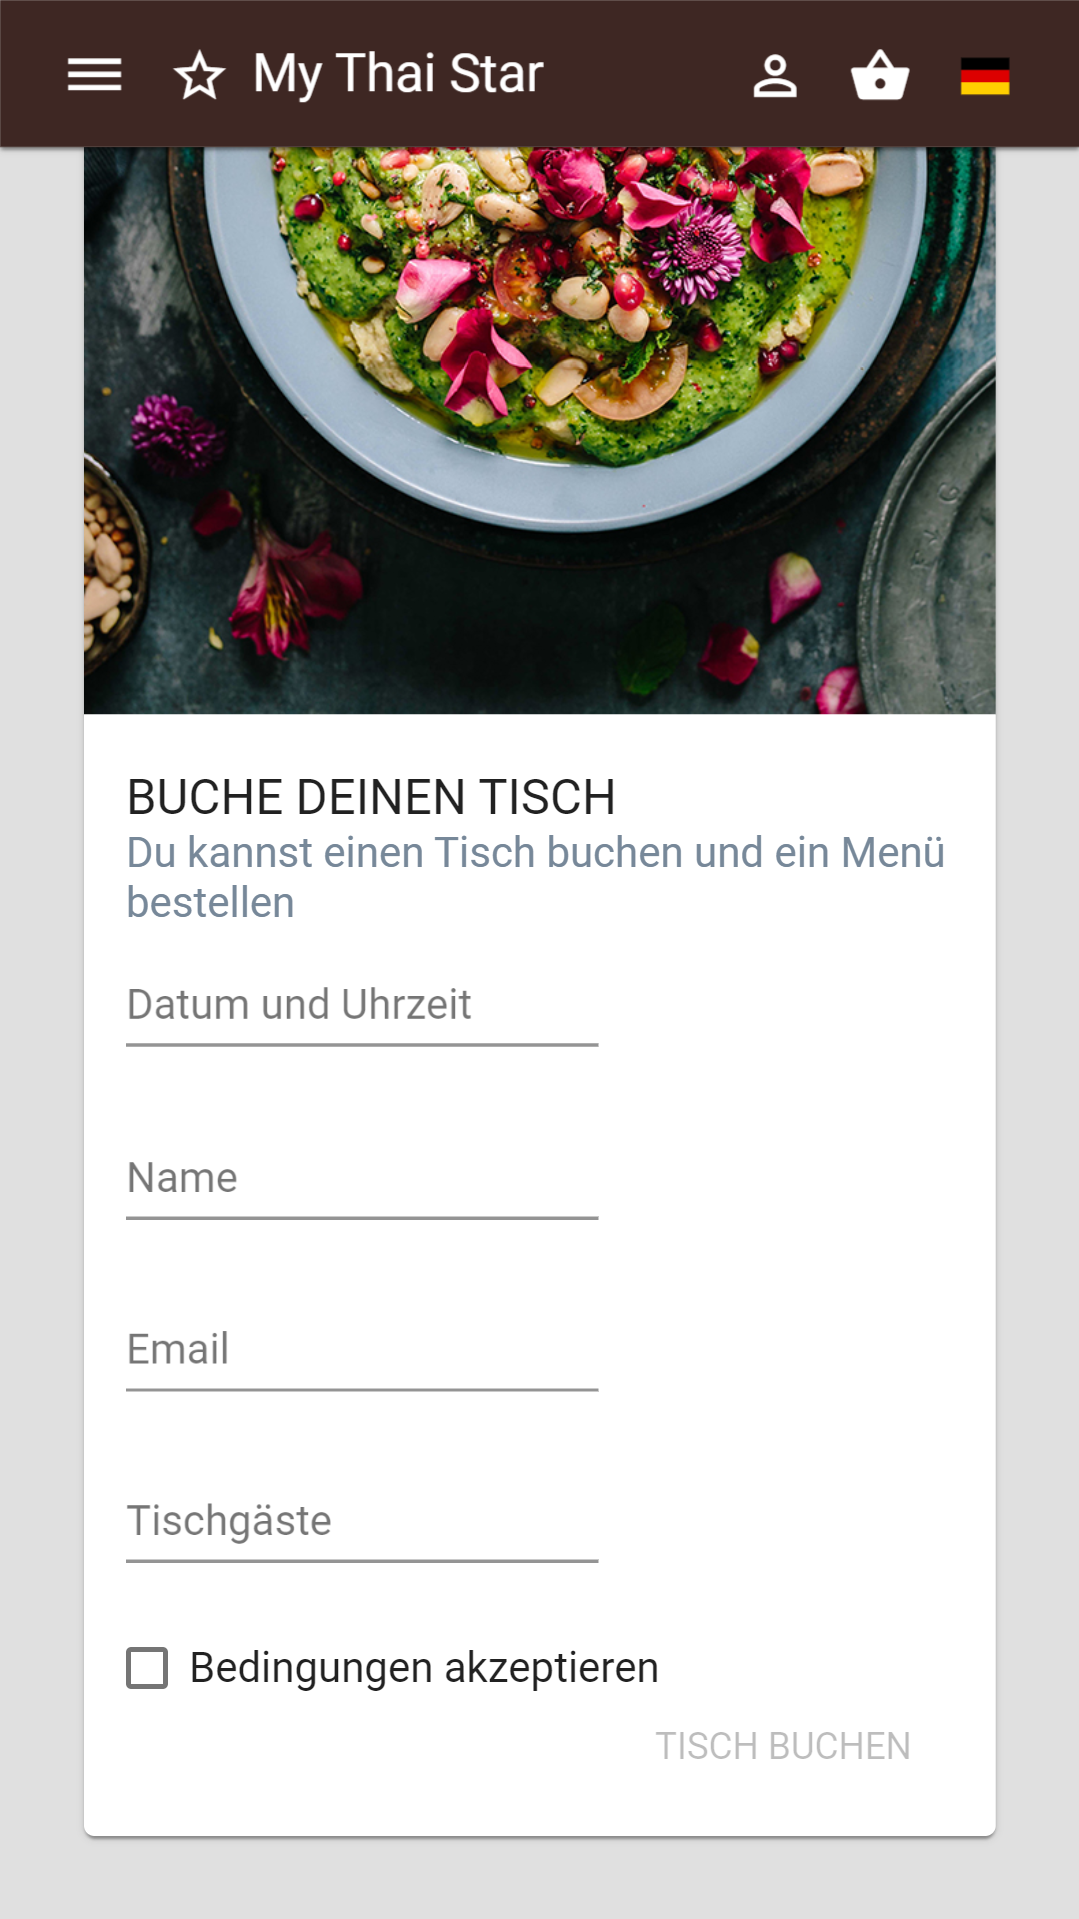 My Thai Star
BUCHE DEINEN TISCH
Du kannst einen Tisch buchen und ein Menü
bestellen
Datum und Uhrzeit
Name
Email
Tischgäste
Bedingungen akzeptieren
TISCH BUCHEN